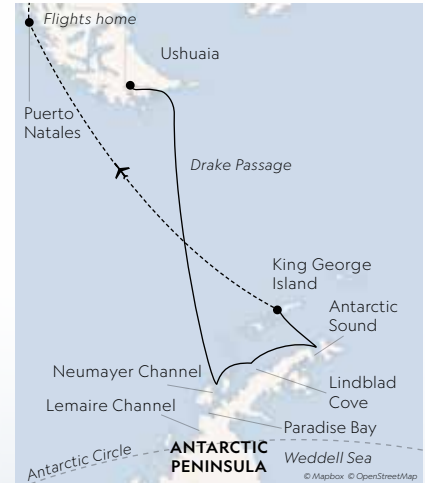 Flights home
Ushuaia
Puerto
Natales
Drake Passage
King George
Island
Antarctic
Sound
Neumayer Channel
Lindblad
Cove
Lemaire Channel
Paradise Bay
ANTARCTIC
PENINSULA
Weddell Sea
Antarctic Circle
© Mapbox © OpenStreetMap